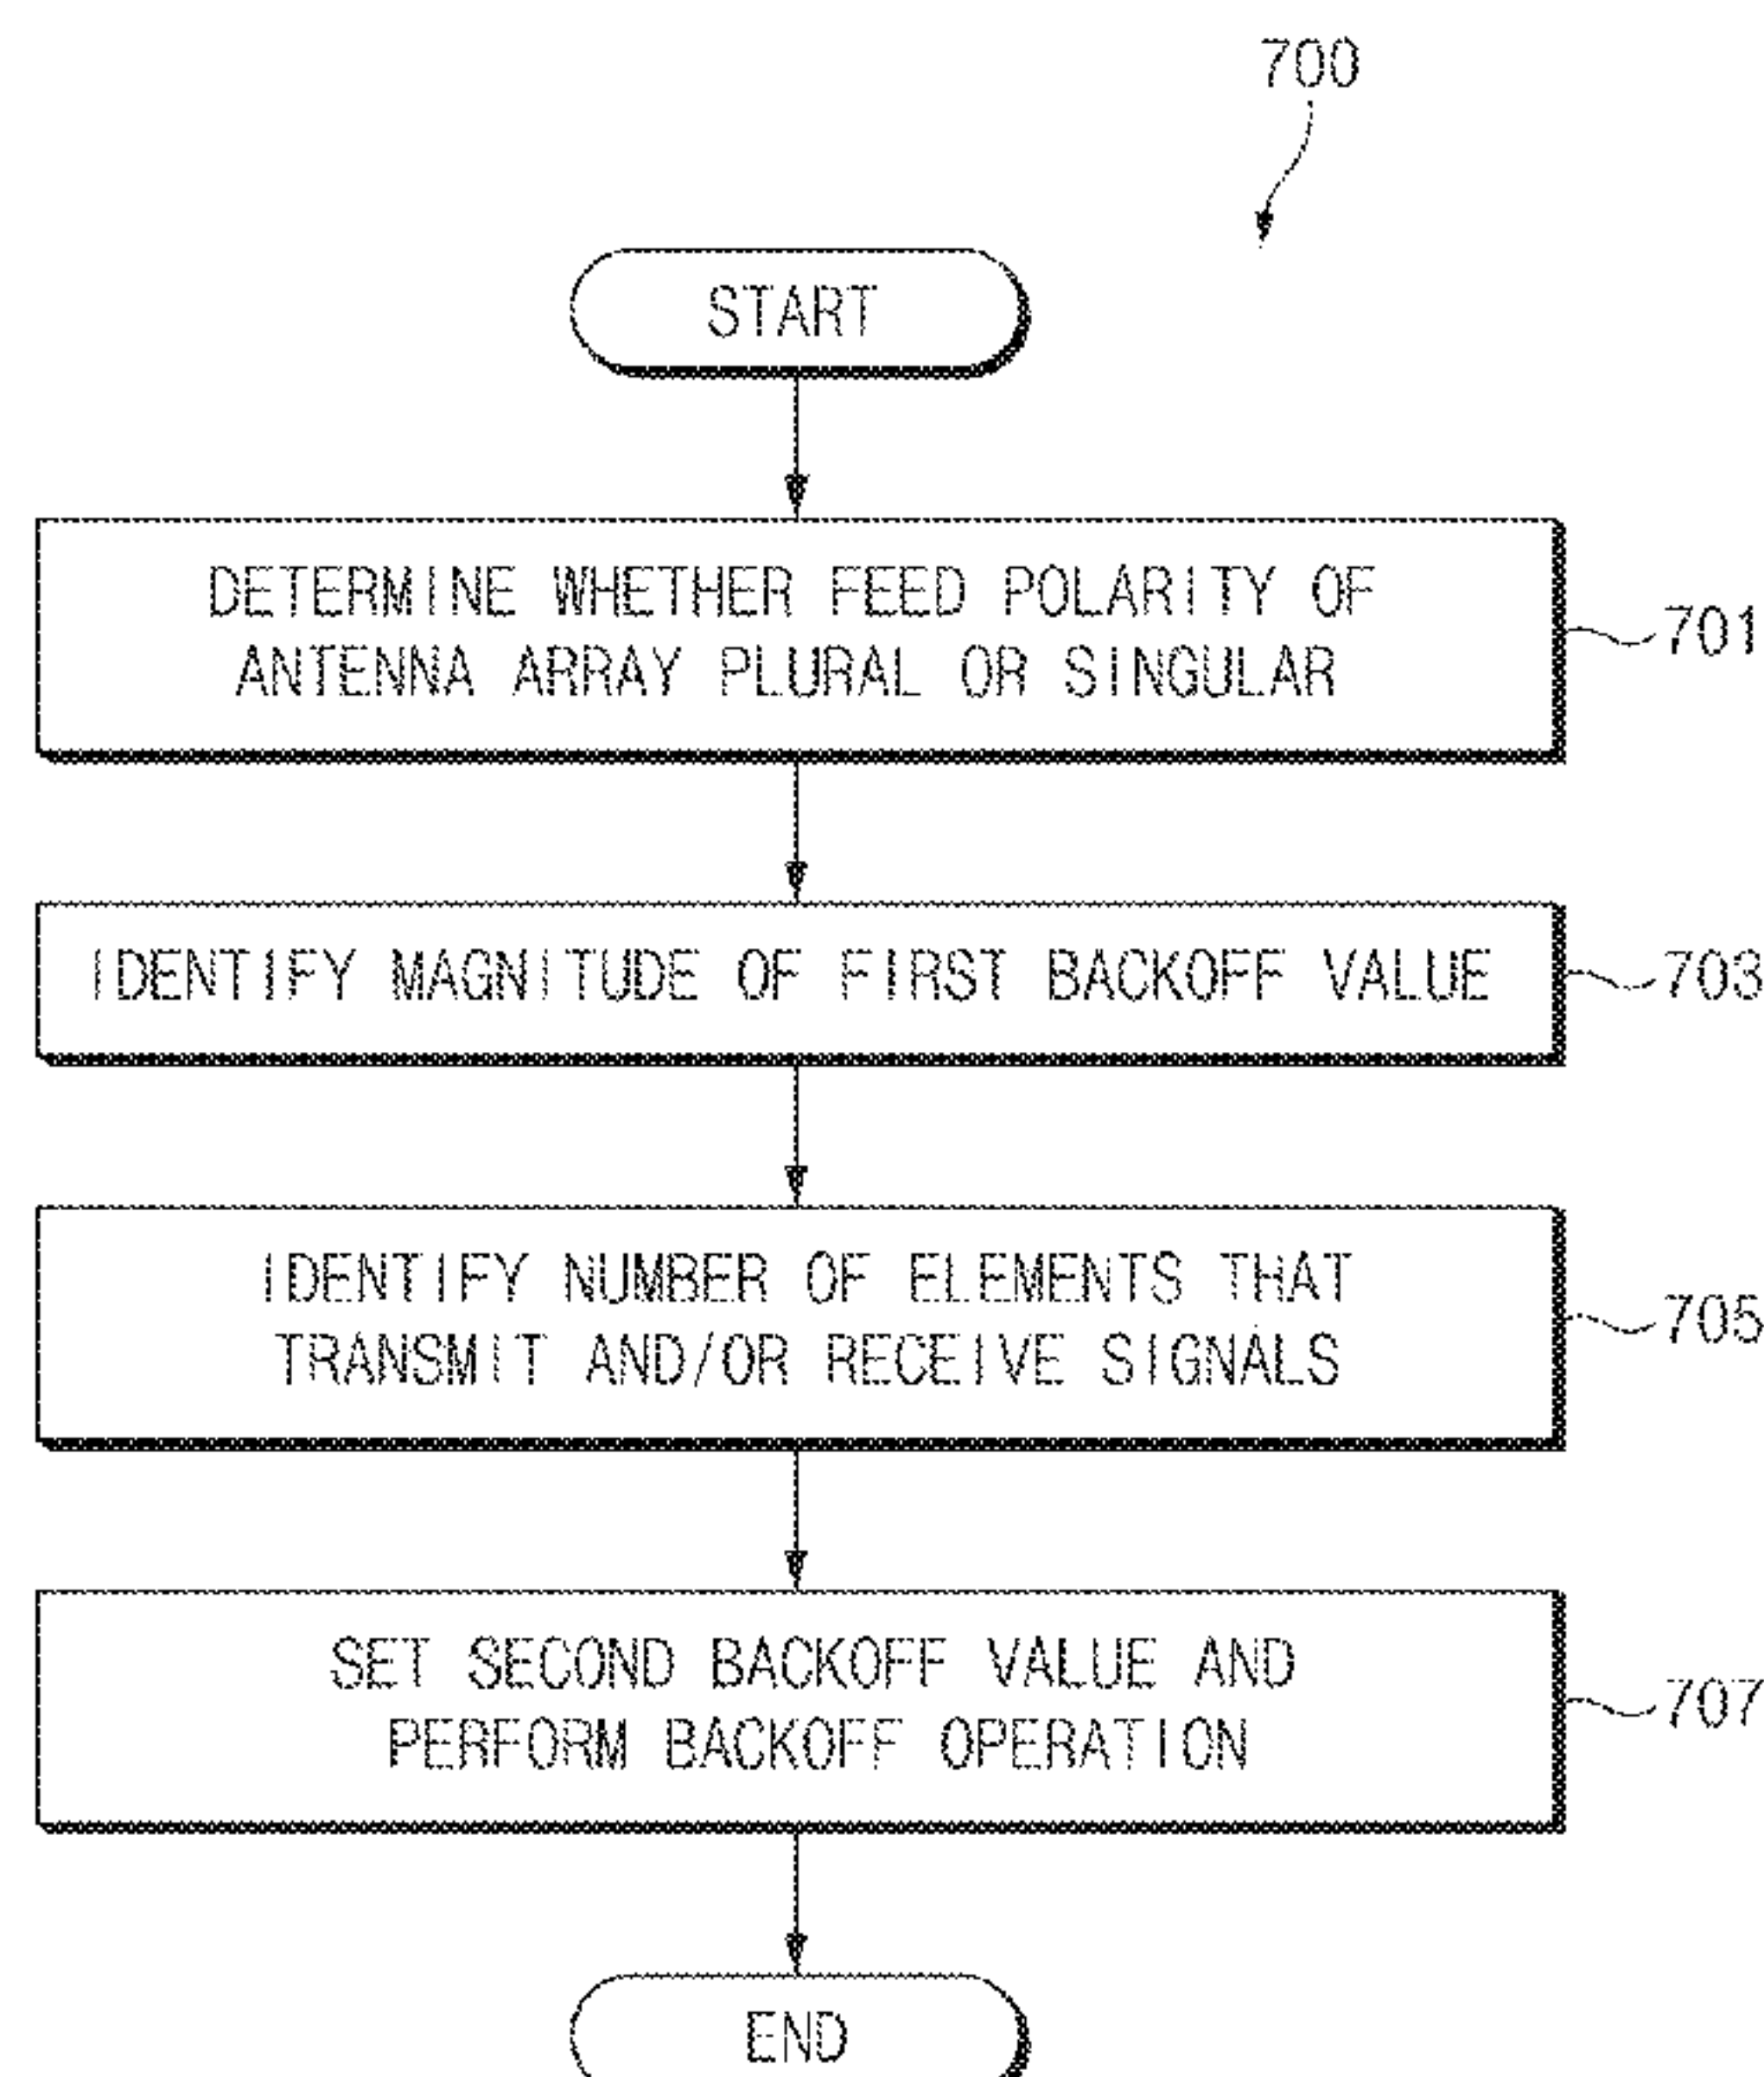 700
START
DETERMINE WHETHER FEED POLARITY OF
ANTENNA ARRAY PLURAL OR SINGULAR
701
IDENTIFY MAGNITUDE OF FIRST BACKOFF VALUE
703
IDENTIFY NUMBER OF ELEMENTS THAT
TRANSMIT AND/OR RECEIVE SIGNALS
705
SET SECOND BACKOFF VALUE AND
PERFORM BACKOFF OPERATION
707
END